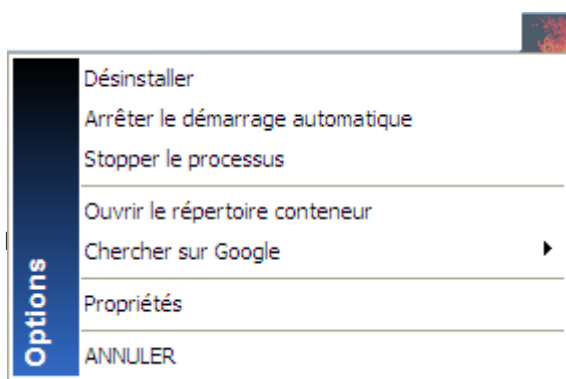 Désinstaller
Arrêter le démarrage automatique
Stopper le processus
Ouvrir le répertoire conteneur
Chercher sur Google
Propriétés
ANNULER
Options